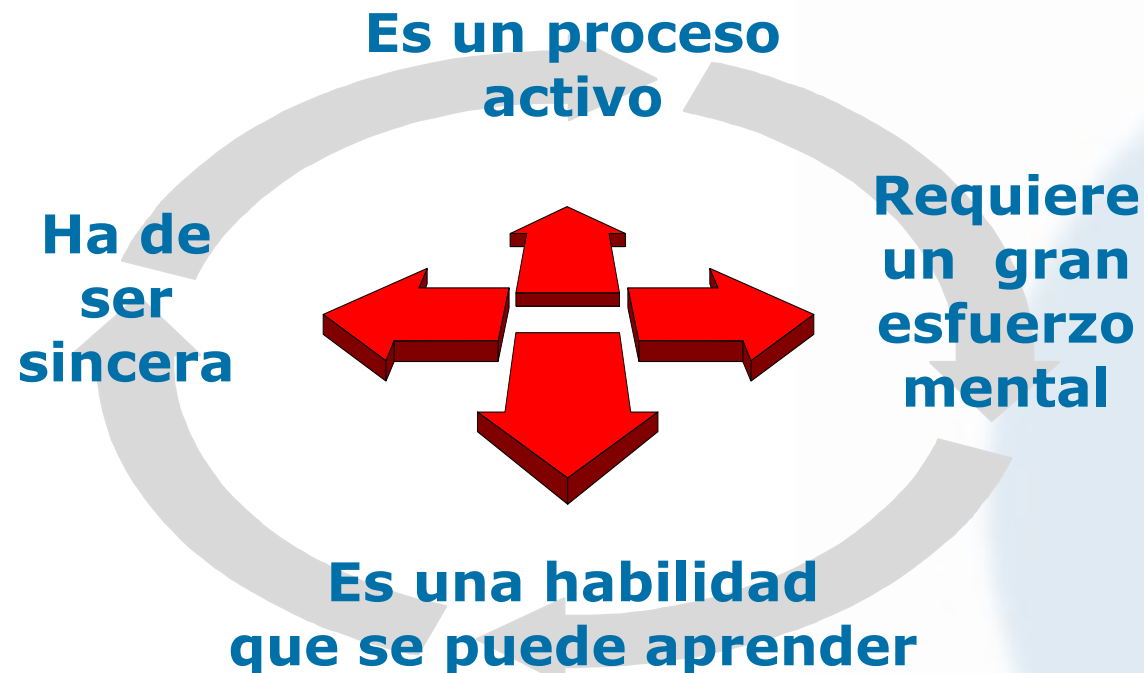 Es un proceso
activo
Requiere
un gran
esfuerzo
mental
Ha de
ser
sincera
Es una habilidad
que se puede aprender